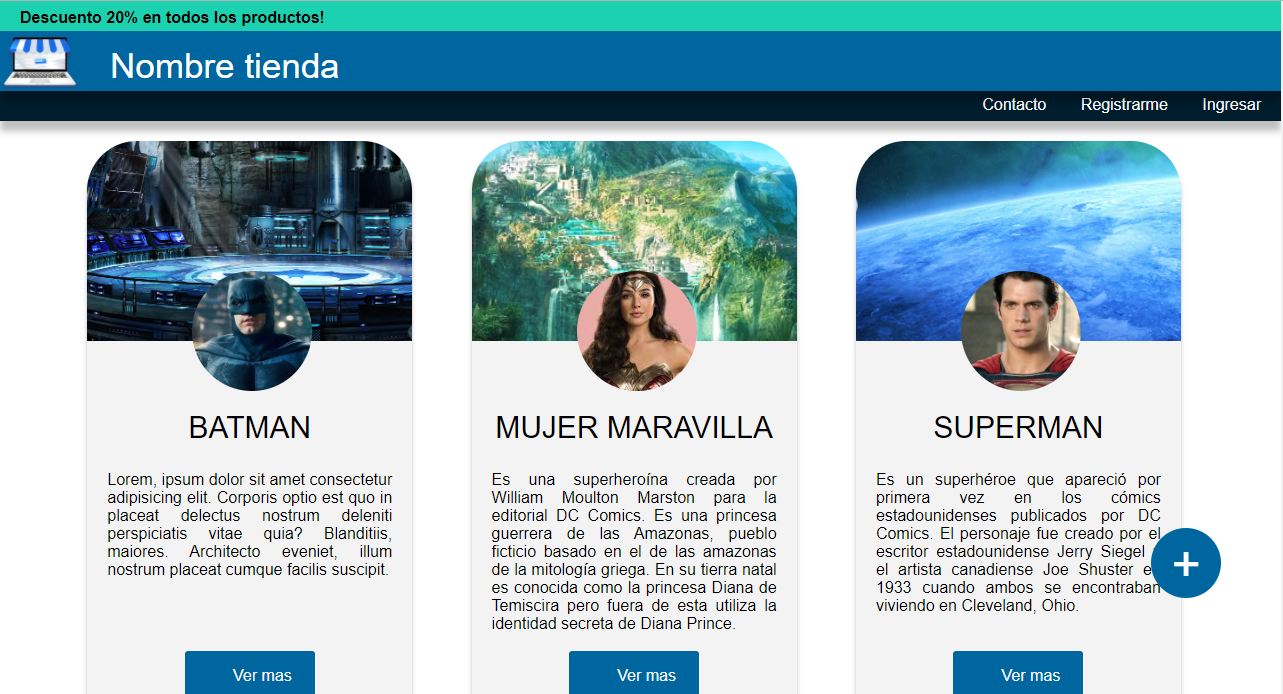 Descuento 20% en todos los productos!
Nombre tienda
Contacto Registrarme Ingresar
BATMAN
Lorem, ipsum dolor sit amet consectetur
adipisicing elit. Corporis optio est quo in
placeat delectus nostrum deleniti
perspiciatis vitae quia? Blanditiis,
maiores. Architecto eveniet, illum
nostrum placeat cumque facilis suscipit.
Ver mas
MUJER MARAVILLA
Es una superheroína creada por
William Moulton Marston para la
editorial DC Comics. Es una princesa
guerrera de las Amazonas, pueblo
ficticio basado en el de las amazonas
de la mitología griega. En su tierra natal
es conocida como la princesa Diana de
Temiscira pero fuera de esta utiliza la
identidad secreta de Diana Prince.
Ver mas
SUPERMAN
Es un superhéroe que apareció por
primera vez en los cómics
estadounidenses publicados por DC
Comics. El personaje fue creado por el
escritor estadounidense Jerry Siegel
el artista canadiense Joe Shuster
1933 cuando ambos se encontraban
viviendo en Cleveland, Ohio.
Ver mas
+